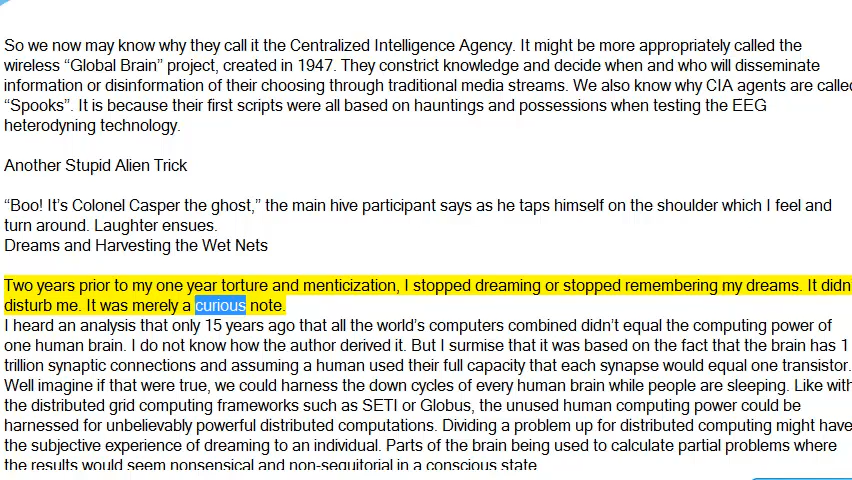 So we now may know why they call it the Centralized Intelligence Agency. It might be more appropriately called the
wireless “Global Brain” project, created in 1947. They constrict knowledge and decide when and who will disseminate
information or disinformation of their choosing through traditional media streams. We also know why CIA agents are called
“Spooks”. It is because their first scripts were all based on hauntings and possessions when testing the EEG
heterodyning technology.
Another Stupid Alien Trick
“Boo! It’s Colonel Casper the ghost,” the main hive participant says as he taps himself on the shoulder which I feel and
turn around. Laughter ensues.
Dreams and Harvesting the Wet Nets
Two years prior to my one year torture and menticization, I stopped dreaming or stopped remembering my dreams. It didn
disturb me. It was merely a curious note.
I heard an analysis that only 15 years ago that all the world’s computers combined didn’t equal the computing power of
one human brain. I do not know how the author derived it. But I surmise that it was based on the fact that the brain has 1
trillion synaptic connections and assuming a human used their full capacity that each synapse would equal one transistor.
Well imagine if that were true, we could harness the down cycles of every human brain while people are sleeping. Like with
the distributed grid computing frameworks such as SETI or Globus, the unused human computing power could be
harnessed for unbelievably powerful distributed computations. Dividing a problem up for distributed computing might have
the subjective experience of dreaming to an individual. Parts of the brain being used to calculate partial problems where
the results would seem nonsensical and non-sequitorial in a conscious state